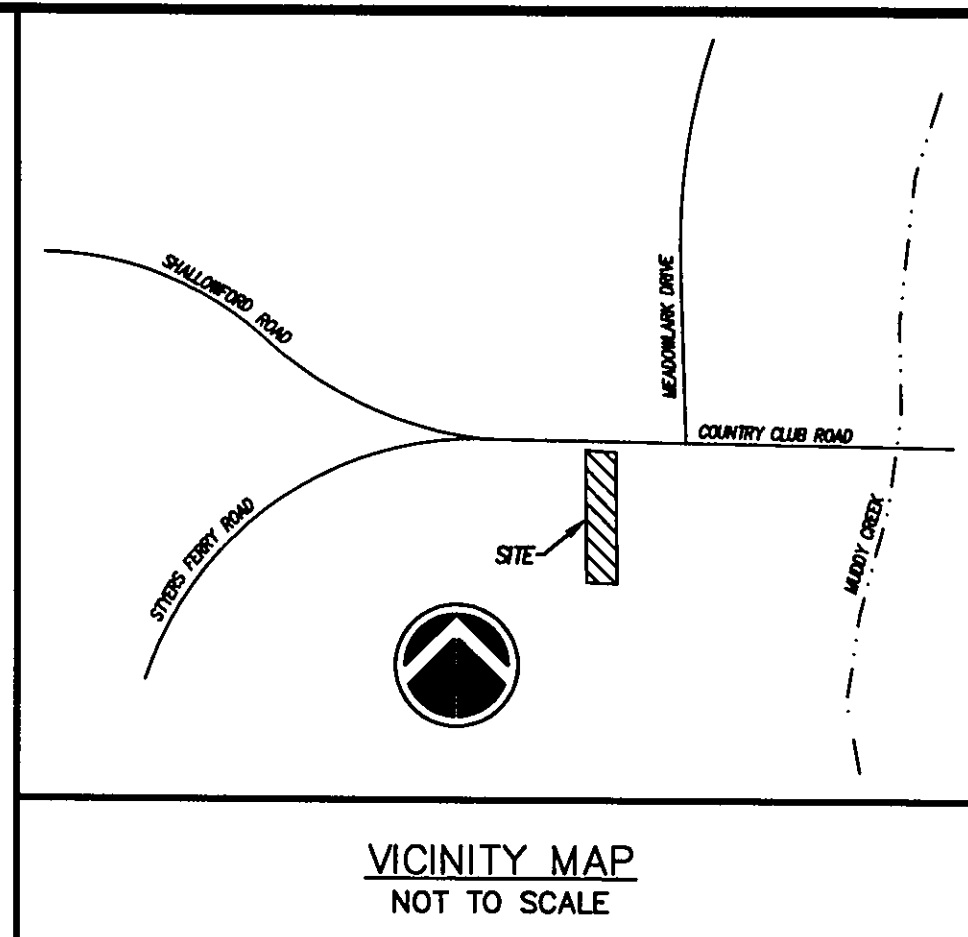 SHALLOWFORD ROAD
MEADOWLARK DRIVE
COUNTRY CLUB ROAD
STYERS FERRY ROAD
SITE
MUDDY CREEK
VICINITY MAP
NOT TO SCALE